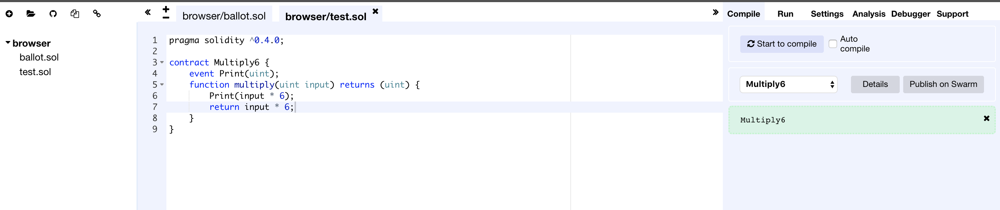 browser
ballot.sol
test.sol
browser/ballot.sol
browser/test.sol
1 pragma solidity ^0.4.0;
2
3 contract Multiply6 {
4 event Print(uint);
5 function multiply(uint input) returns (uint) {
6 Print(input * 6);
7 return input * 6;
8 }
9 }
Compile Run Settings Analysis Debugger Support
Start to compile
Auto
compile
Multiply6
Details
Publish on Swarm
Multiply6